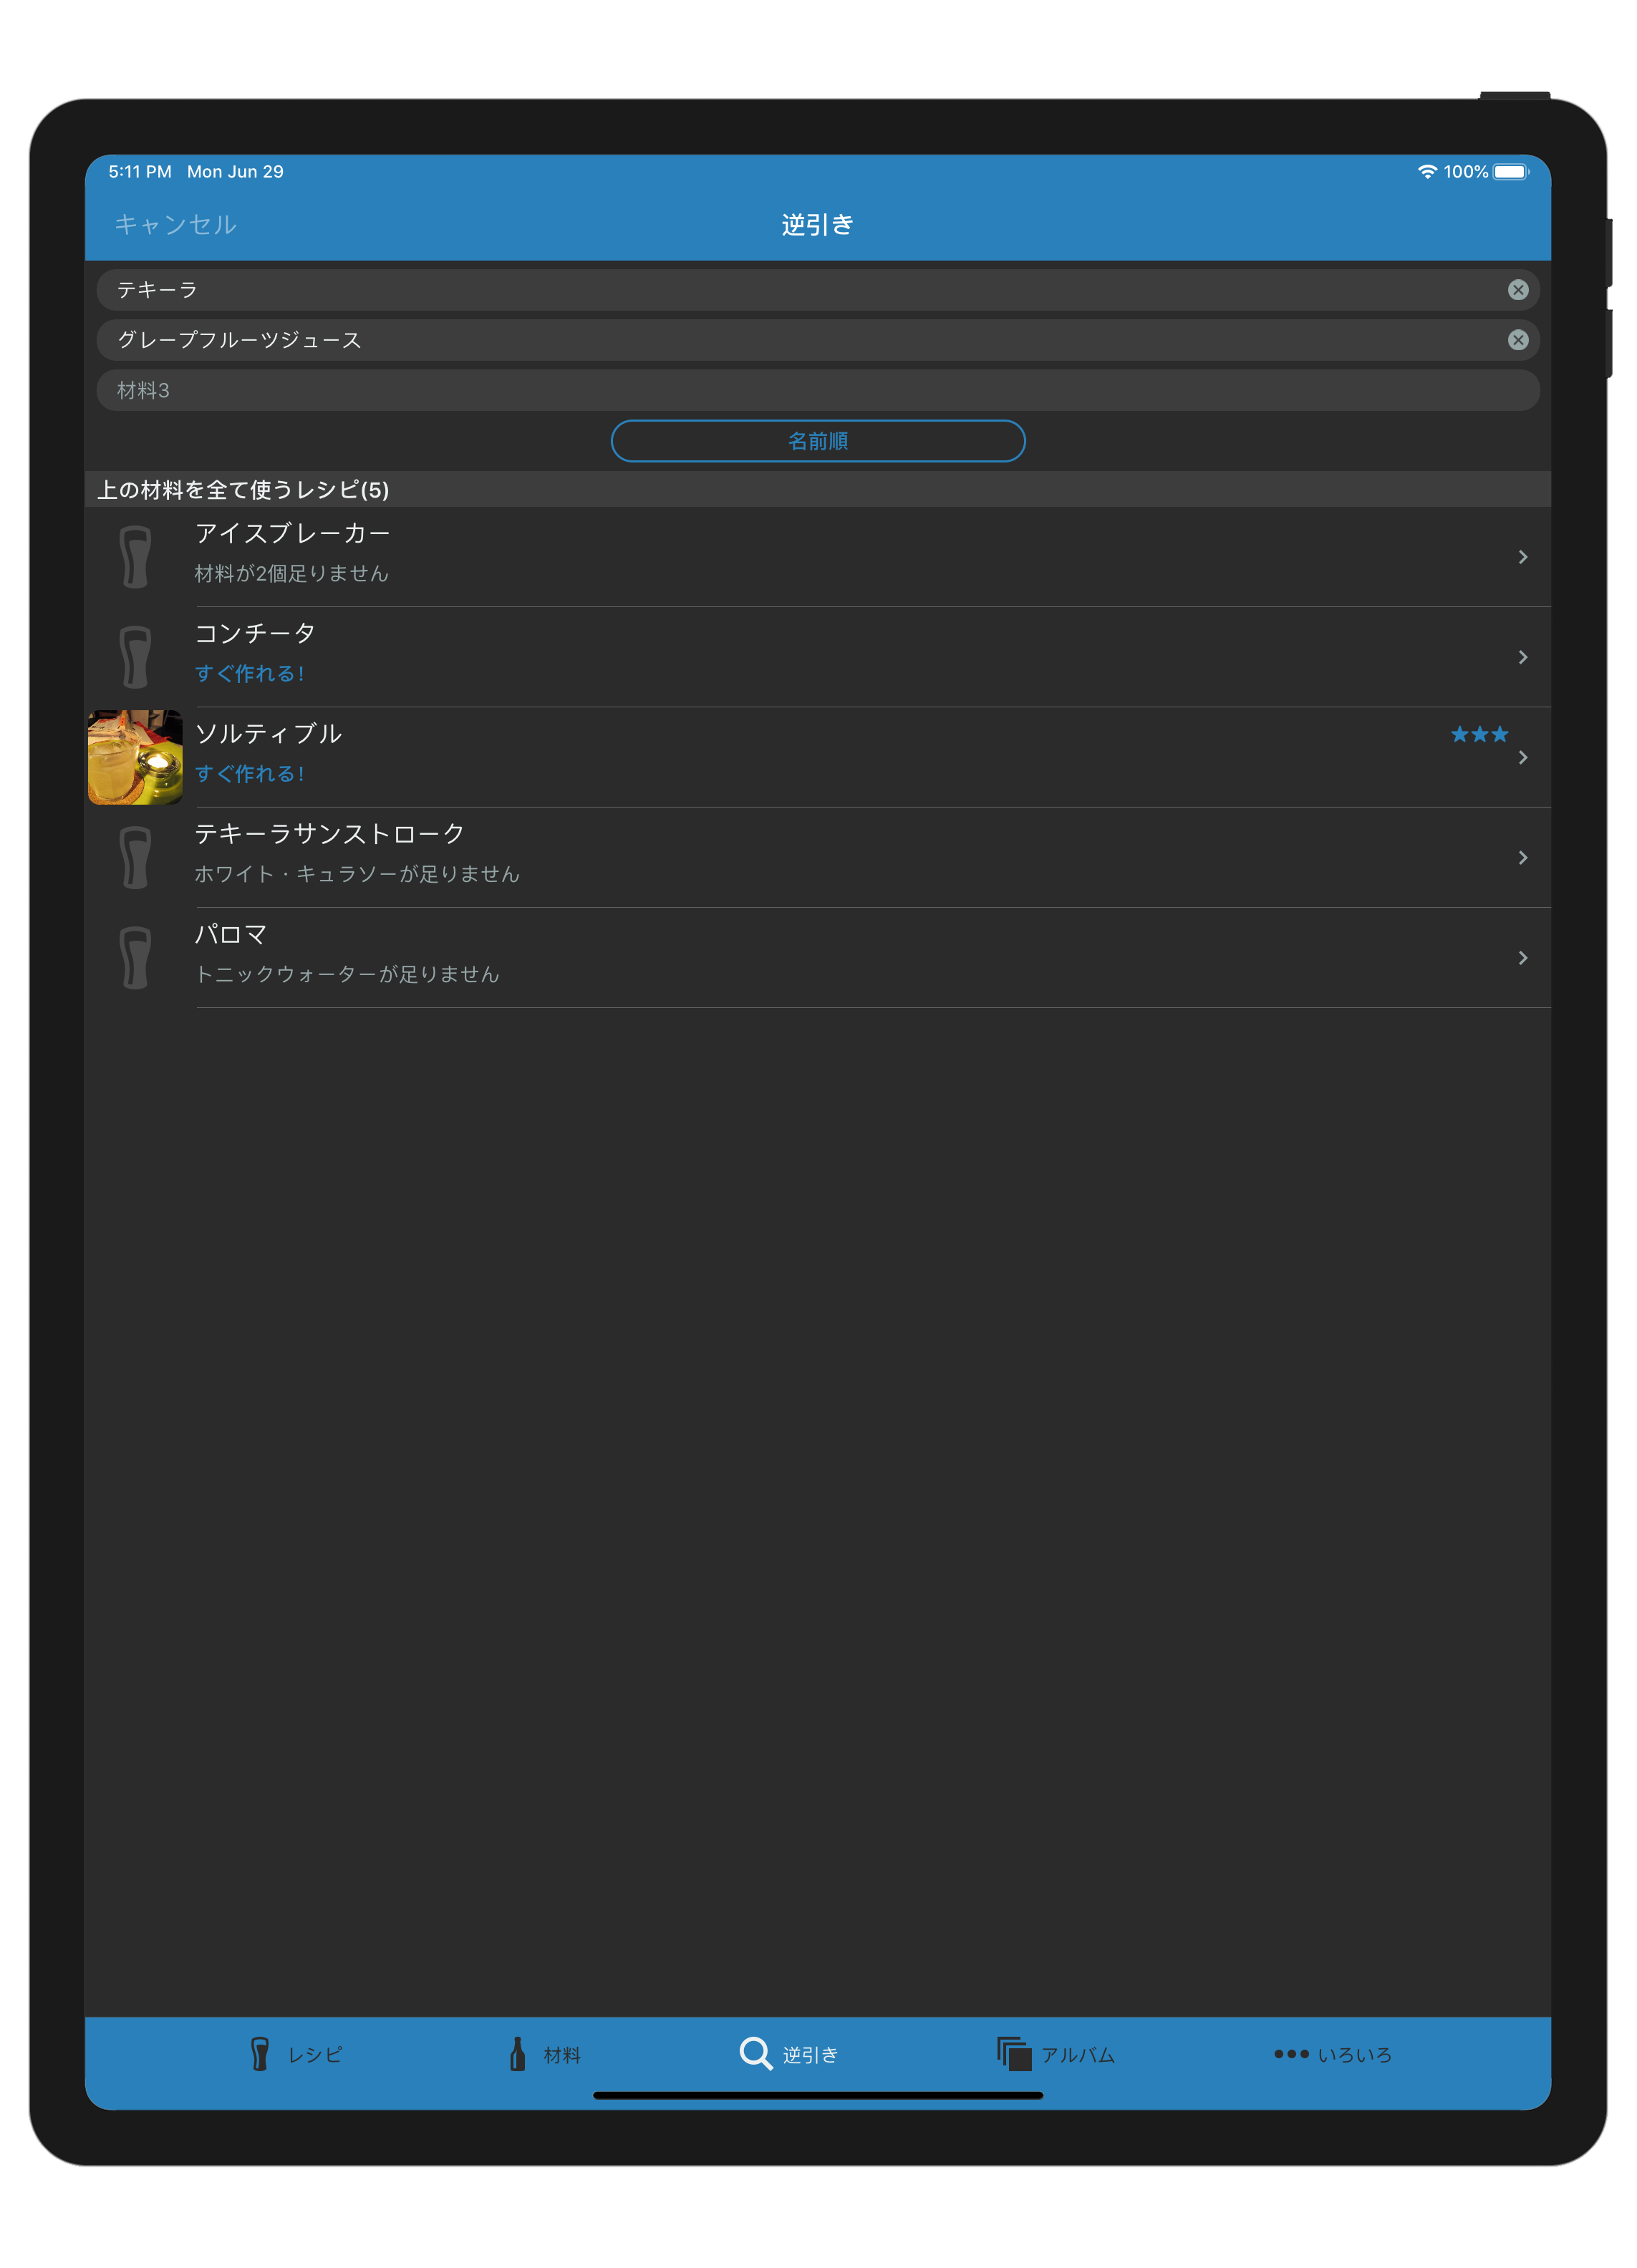 5:11 PM Mon Jun 29 100%
キャンセル 逆引き
テキーラ
グレープフルーツジュース
材料3
名前順
上の材料を全て使うレシピ(5)
アイスブレーカー
材料が2個足りません
コンチータ
すぐ作れる!
ソルティブル ★★★
すぐ作れる!
テキーラサンストローク
ホワイト・キュラソーが足りません
パロマ
トニックウォーターが足りません
レシピ 材料 逆引き アルバム いろいろ